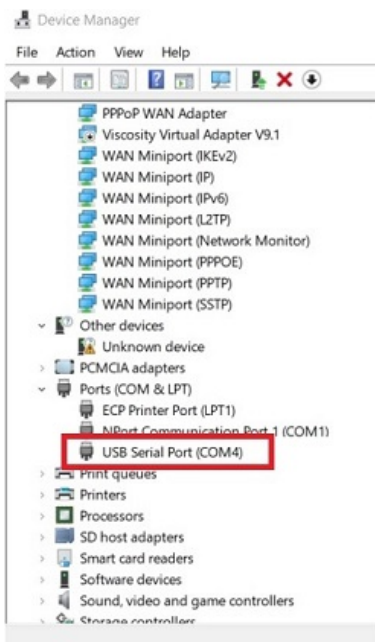 Device Manager
File Action View Help
PPPoP WAN Adapter
Viscosity Virtual Adapter V9.1
WAN Miniport (IKEv2)
WAN Miniport (IP)
WAN Miniport (IPv6)
WAN Miniport (L2TP)
WAN Miniport (Network Monitor)
WAN Miniport (PPPOE)
WAN Miniport (PPTP)
WAN Miniport (SSTP)
Other devices
Unknown device
PCMCIA adapters
Ports (COM & LPT)
ECP Printer Port (LPT1)
NPort Communication Port 1 (COM1)
USB Serial Port (COM4)
Print queues
Printers
Processors
SD host adapters
Smart card readers
Software devices
Sound, video and game controllers
Storage controllers